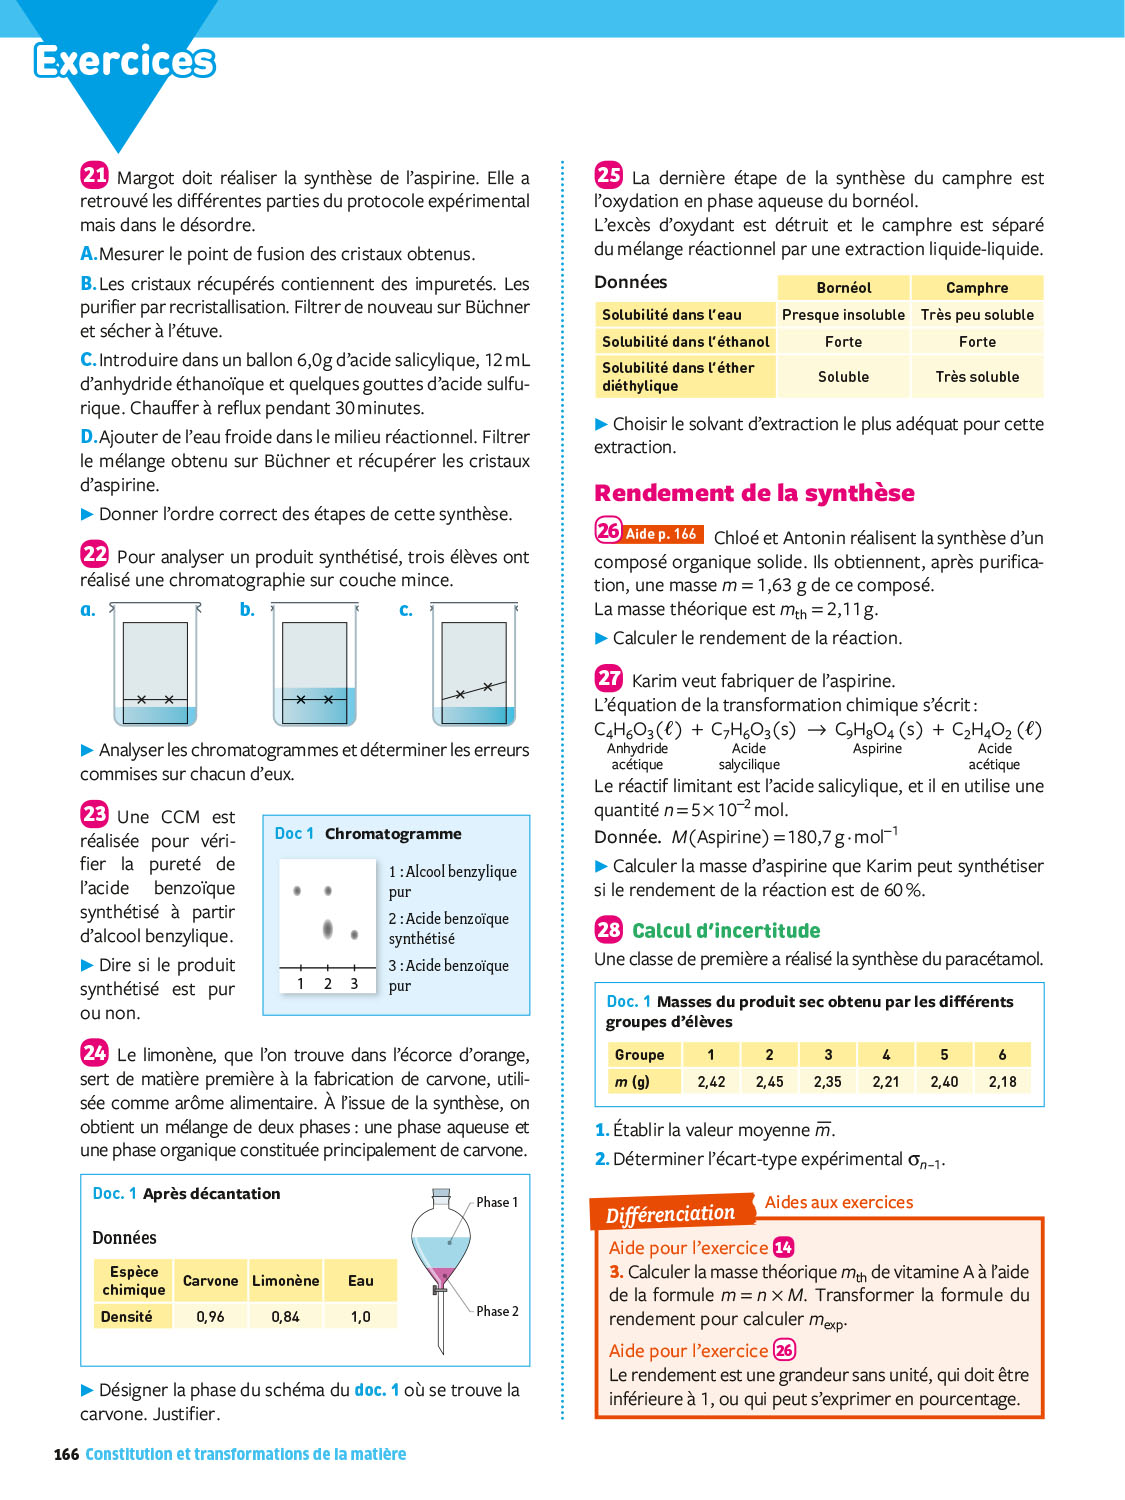 Exercices
21 Margot doit réaliser la synthèse de l'aspirine. Elle a
retrouvé les différentes parties du protocole expérimental
mais dans le désordre.
A. Mesurer le point de fusion des cristaux obtenus.
B. Les cristaux récupérés contiennent des impuretés. Les
purifier par recristallisation. Filtrer de nouveau sur Büchner
et sécher à l'étuve.
C. Introduire dans un ballon 6,0 g d'acide salicylique, 12 mL
d'anhydride éthanoïque et quelques gouttes d'acide sulfu-
rique. Chauffer à reflux pendant 30 minutes.
D. Ajouter de l'eau froide dans le milieu réactionnel. Filtrer
le mélange obtenu sur Büchner et récupérer les cristaux
d'aspirine.
▶ Donner l'ordre correct des étapes de cette synthèse.
22 Pour analyser un produit synthétisé, trois élèves ont
réalisé une chromatographie sur couche mince.
a. b. c.
▶ Analyser les chromatogrammes et déterminer les erreurs
commises sur chacun d'eux.
23 Une CCM est
réalisée pour véri-
fier la pureté de
l'acide benzoïque
synthétisé à partir
d'alcool benzylique.
▶ Dire si le produit
synthétisé est pur
ou non.
Doc 1 Chromatogramme
1 : Alcool benzylique
pur
2 : Acide benzoïque
synthétisé
3 : Acide benzoïque
pur
1 2 3
24 Le limonène, que l'on trouve dans l'écorce d'orange,
sert de matière première à la fabrication de carvone, utili-
sée comme arôme alimentaire. À l'issue de la synthèse, on
obtient un mélange de deux phases : une phase aqueuse et
une phase organique constituée principalement de carvone.
Doc. 1 Après décantation
Données
Espèce chimique Carvone Limonène Eau
Densité 0,96 0,84 1,0
Phase 1
Phase 2
▶ Désigner la phase du schéma du doc. 1 où se trouve la
carvone. Justifier.
25 La dernière étape de la synthèse du camphre est
l'oxydation en phase aqueuse du bornéol.
L'excès d'oxydant est détruit et le camphre est séparé
du mélange réactionnel par une extraction liquide-liquide.
Données
Bornéol Camphre
Solubilité dans l'eau Presque insoluble Très peu soluble
Solubilité dans l'éthanol Forte Forte
Solubilité dans l'éther diéthylique Soluble Très soluble
▶ Choisir le solvant d'extraction le plus adéquat pour cette
extraction.
Rendement de la synthèse
26 Aide p. 166 Chloé et Antonin réalisent la synthèse d'un
composé organique solide. Ils obtiennent, après purifica-
tion, une masse m = 1,63 g de ce composé.
La masse théorique est mth = 2,11 g.
▶ Calculer le rendement de la réaction.
27 Karim veut fabriquer de l'aspirine.
L'équation de la transformation chimique s'écrit :
C₄H₆O₃(ℓ) + C₇H₆O₃(s) → C₉H₈O₄ (s) + C₂H₄O₂ (ℓ)
Anhydride Acide Aspirine Acide
acétique salycilique acétique
Le réactif limitant est l'acide salicylique, et il en utilise une
quantité n = 5 × 10⁻² mol.
Donnée. M(Aspirine) = 180,7 g · mol⁻¹
▶ Calculer la masse d'aspirine que Karim peut synthétiser
si le rendement de la réaction est de 60 %.
28 Calcul d'incertitude
Une classe de première a réalisé la synthèse du paracétamol.
Doc. 1 Masses du produit sec obtenu par les différents
groupes d'élèves
Groupe 1 2 3 4 5 6
m (g) 2,42 2,45 2,35 2,21 2,40 2,18
1. Établir la valeur moyenne m̅.
2. Déterminer l'écart-type expérimental σn−1.
Différenciation Aides aux exercices
Aide pour l'exercice 14
3. Calculer la masse théorique mth de vitamine A à l'aide
de la formule m = n × M. Transformer la formule du
rendement pour calculer mexp.
Aide pour l'exercice 26
Le rendement est une grandeur sans unité, qui doit être
inférieure à 1, ou qui peut s'exprimer en pourcentage.
166 Constitution et transformations de la matière